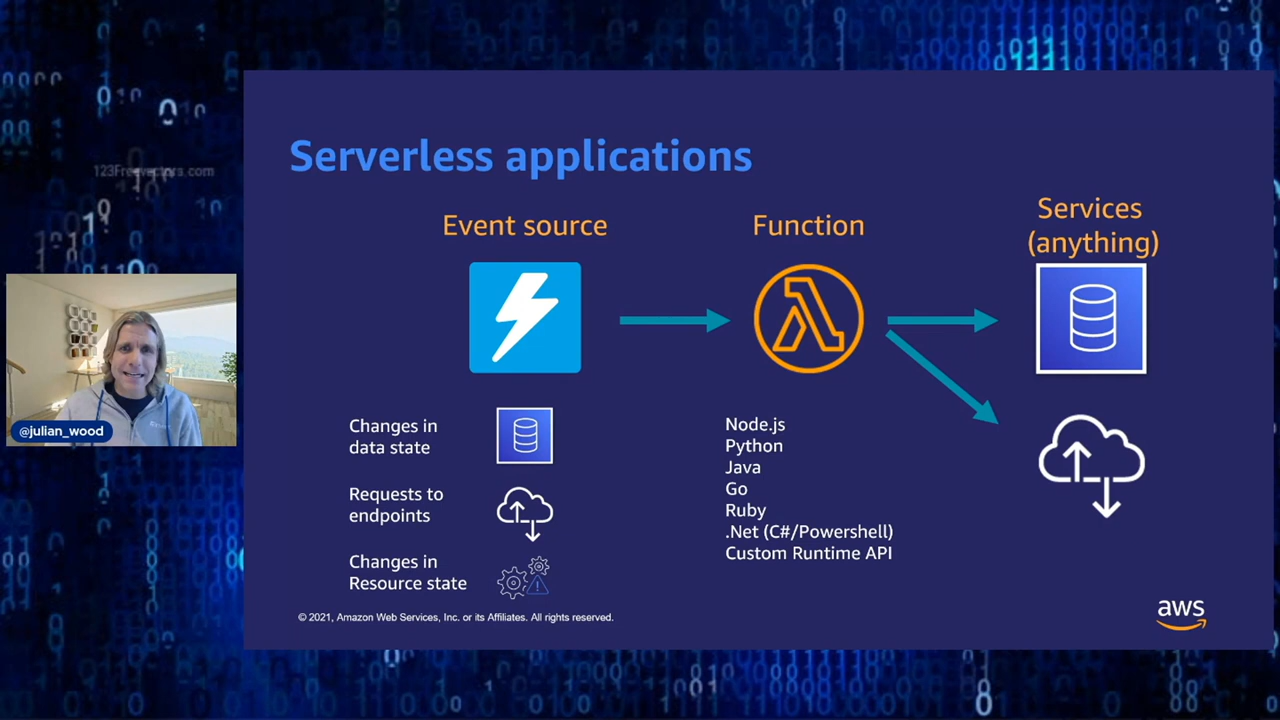 123Freevectors.com
Serverless applications
Event source
Function
Services
(anything)
Changes in
data state
Requests to
endpoints
Changes in
Resource state
Node.js
Python
Java
Go
Ruby
.Net (C#/Powershell)
Custom Runtime API
@julian_wood
© 2021, Amazon Web Services, Inc. or its Affiliates. All rights reserved.
aws